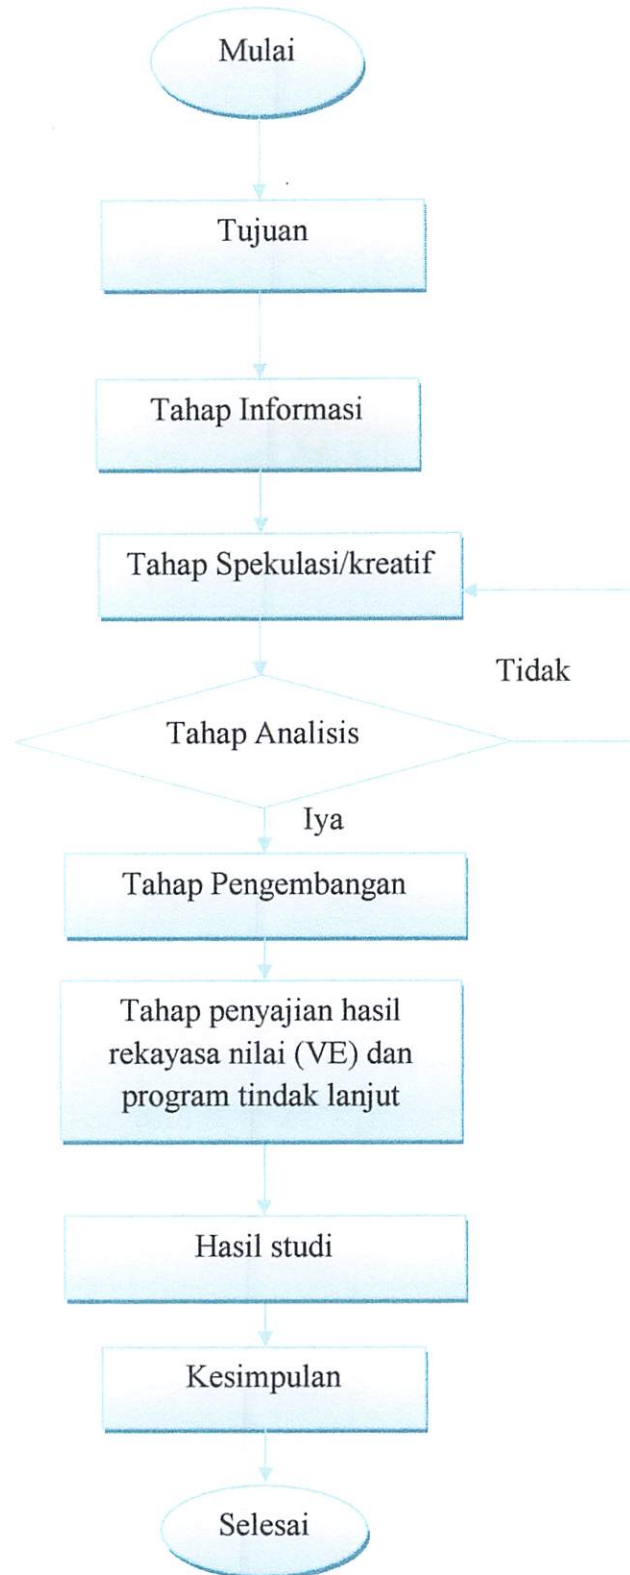 Mulai
Tujuan
Tahap Informasi
Tahap Spekulasi/kreatif
Tidak
Tahap Analisis
Iya
Tahap Pengembangan
Tahap penyajian hasil
rekayasa nilai (VE) dan
program tindak lanjut
Hasil studi
Kesimpulan
Selesai